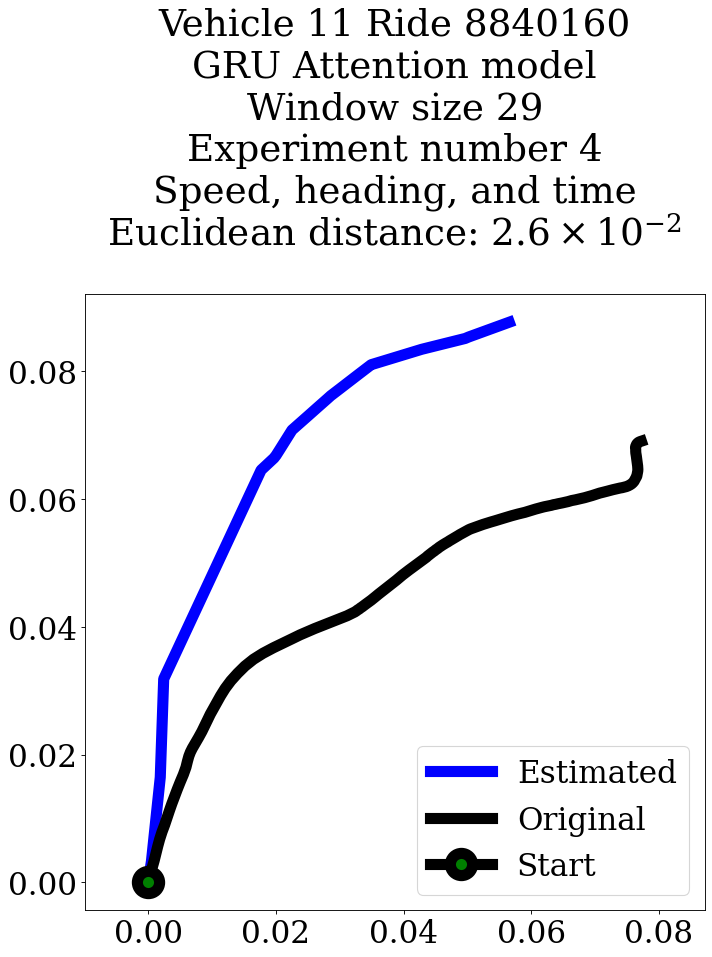 Vehicle 11 Ride 8840160
GRU Attention model
Window size 29
Experiment number 4
Speed, heading, and time
Euclidean distance: 2.6 × 10⁻²
0.08
0.06
0.04
0.02
0.00
Estimated
Original
Start
0.00 0.02 0.04 0.06 0.08